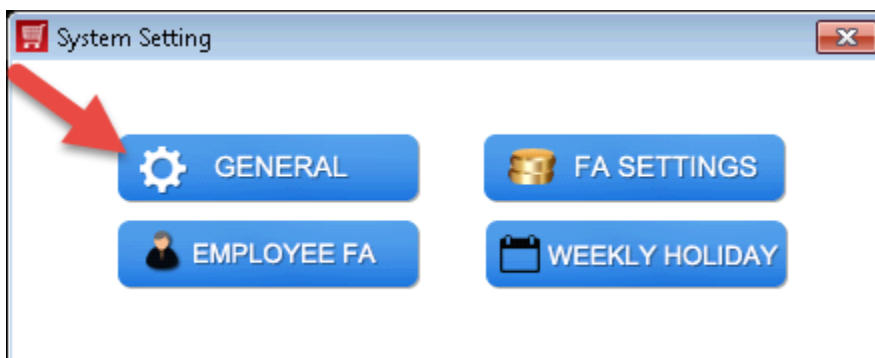 System Setting
GENERAL
FA SETTINGS
EMPLOYEE FA
WEEKLY HOLIDAY